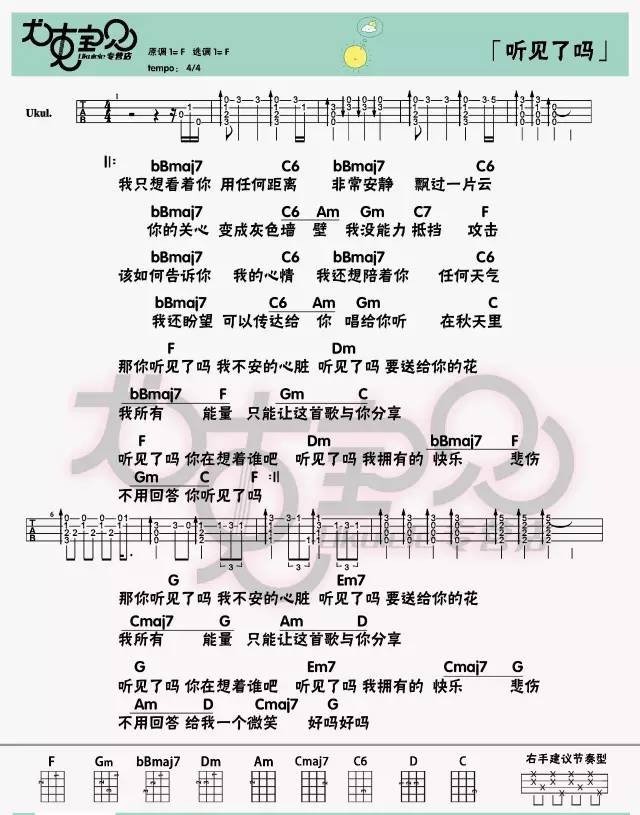 尤克宝贝
Ukulele专营店
原调 1=F 选调 1=F
tempo: 4/4
「听见了吗」
Ukul.
bBmaj7 C6 bBmaj7 C6
我只想看着你 用任何距离 非常安静 飘过一片云
bBmaj7 C6 Am Gm C7 F
你的关心 变成灰色墙 壁 我没能力 抵挡 攻击
bBmaj7 C6 bBmaj7 C6
该如何告诉你 我的心情 我还想陪着你 任何天气
bBmaj7 C6 Am Gm C
我还盼望 可以传达给 你 唱给你听 在秋天里
F Dm
那你听见了吗 我不安的心脏 听见了吗 要送给你的花
bBmaj7 F Gm C
我所有 能量 只能让这首歌与你分享
F Dm bBmaj7 F
听见了吗 你在想着谁吧 听见了吗 我拥有的 快乐 悲伤
Gm C F
不用回答 你听见了吗
G Em7
那你听见了吗 我不安的心脏 听见了吗 要送给你的花
Cmaj7 G Am D
我所有 能量 只能让这首歌与你分享
G Em7 Cmaj7 G
听见了吗 你在想着谁吧 听见了吗 我拥有的 快乐 悲伤
Am D Cmaj7 G
不用回答 给我一个微笑 好吗好吗
F Gm bBmaj7 Dm Am Cmaj7 C6 D C 右手建议节奏型